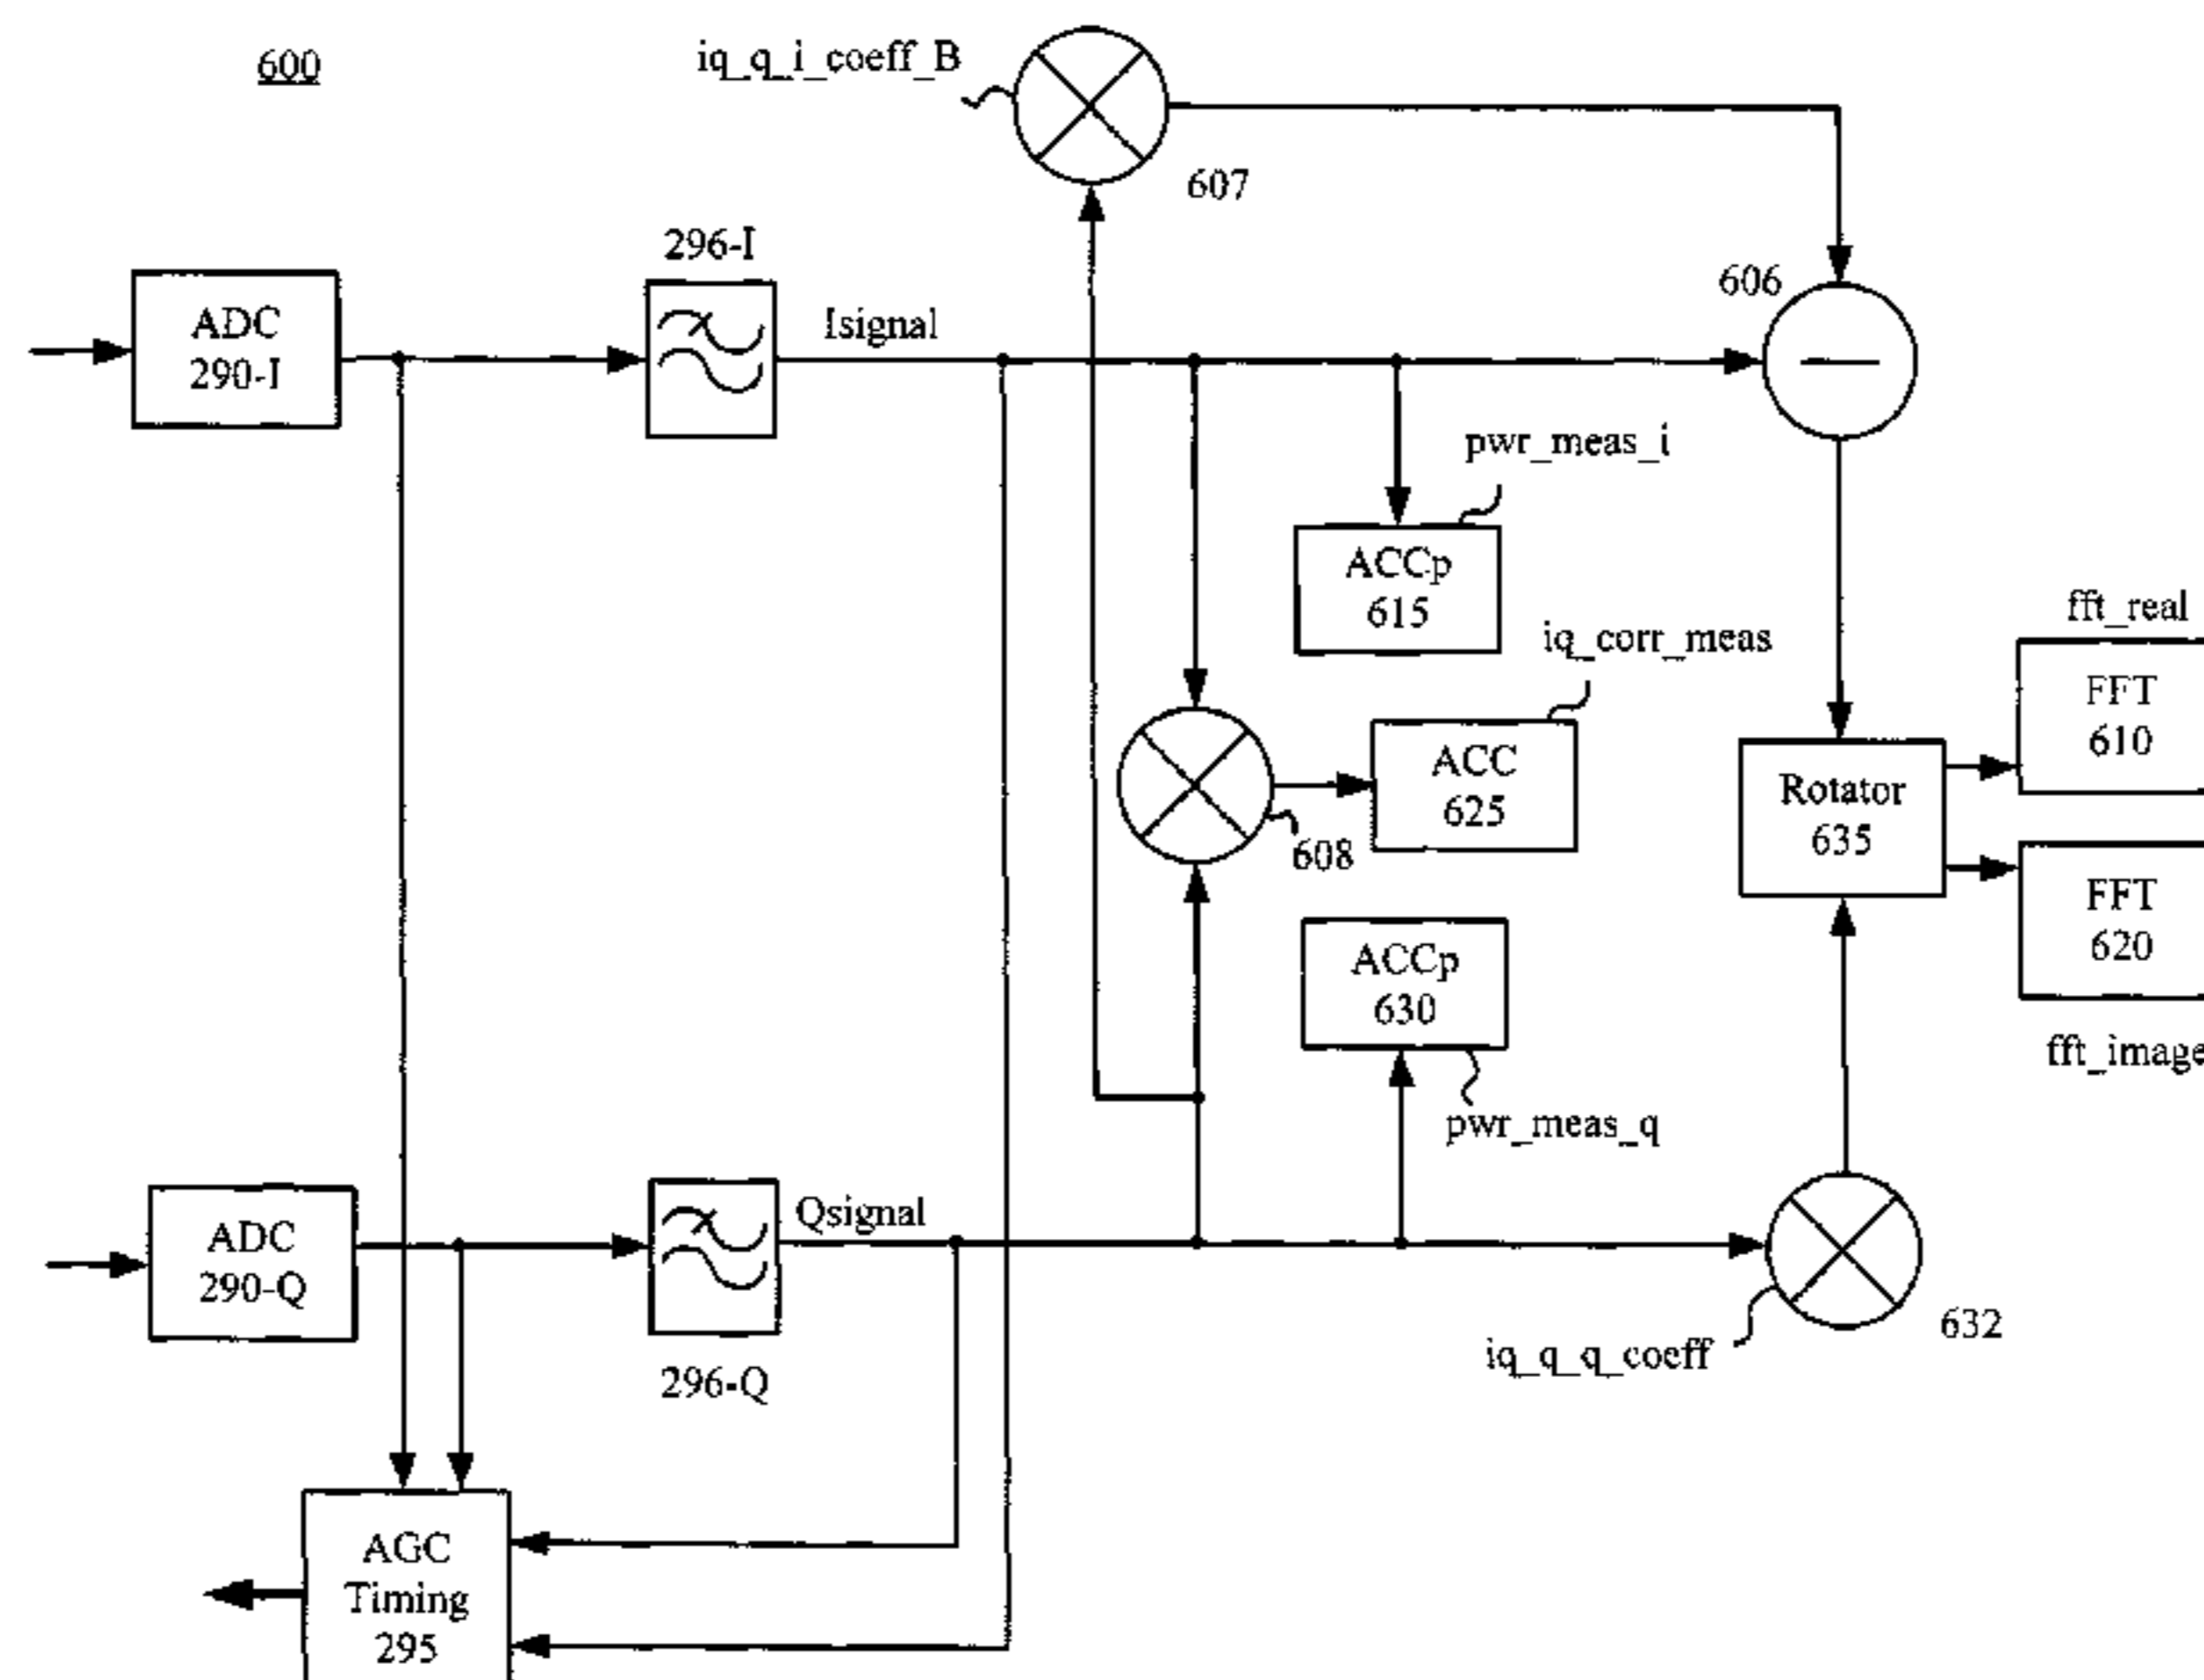 600
iq_q_i_coeff_B
607
296-I
606
ADC
290-I
Isignal
pwr_meas_i
ACCp
615
iq_corr_meas
fft_real
FFT
610
ACC
625
Rotator
635
608
FFT
620
ACCp
630
fft_image
pwr_meas_q
Qsignal
ADC
290-Q
296-Q
632
iq_q_q_coeff
AGC
Timing
295